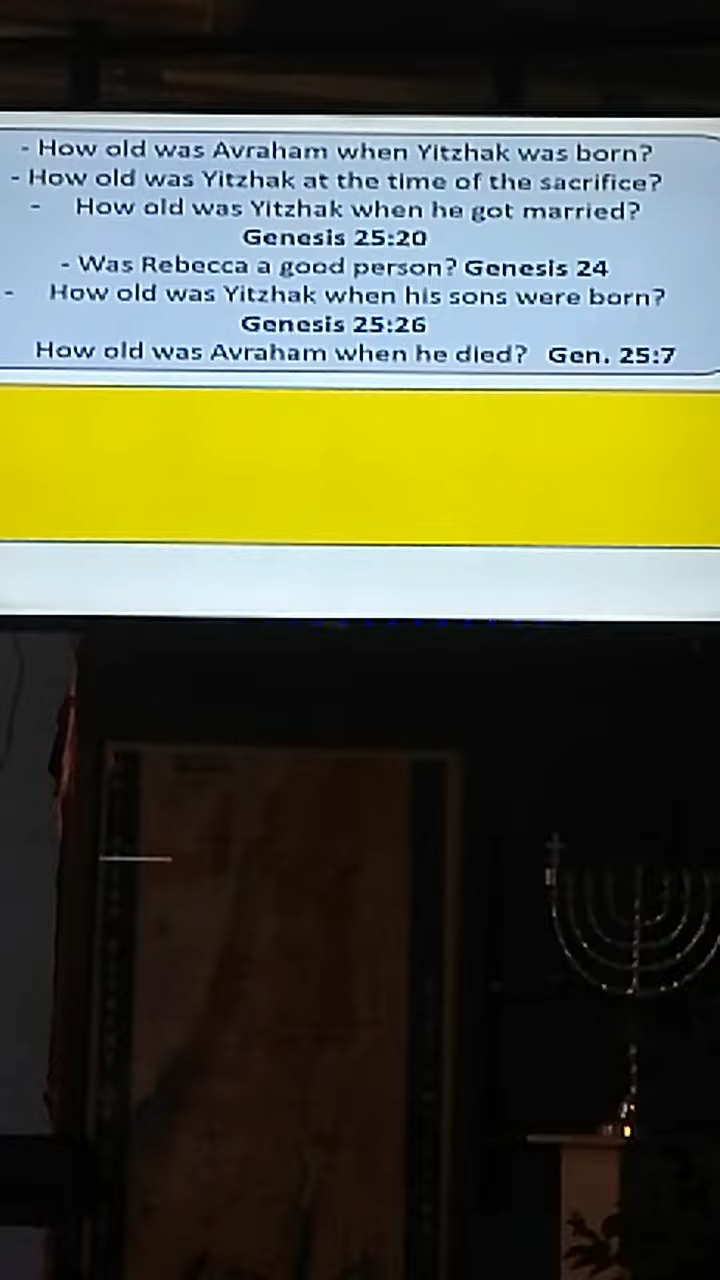 - How old was Avraham when Yitzhak was born?
- How old was Yitzhak at the time of the sacrifice?
- How old was Yitzhak when he got married?
Genesis 25:20
- Was Rebecca a good person? Genesis 24
- How old was Yitzhak when his sons were born?
Genesis 25:26
How old was Avraham when he died? Gen. 25:7